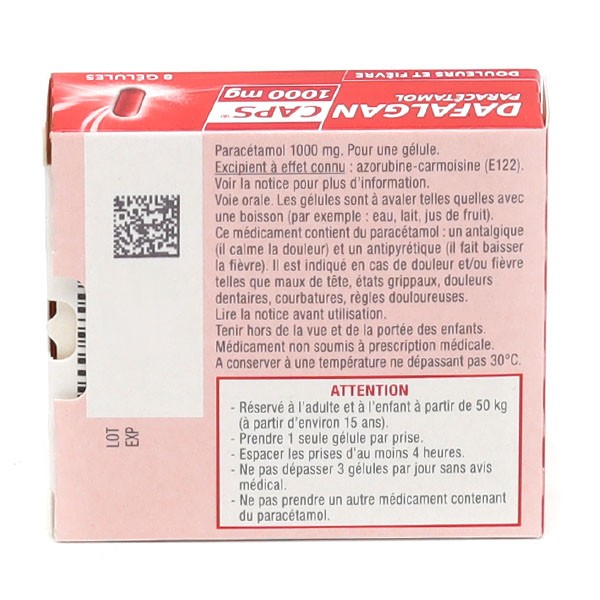 DAFALGAN CAPS 1000 mg
PARACÉTAMOL
DOULEURS ET FIÈVRE
8 GÉLULES
Paracétamol 1000 mg. Pour une gélule.
Excipient à effet connu : azorubine-carmoisine (E122).
Voir la notice pour plus d'information.
Voie orale. Les gélules sont à avaler telles quelles avec
une boisson (par exemple : eau, lait, jus de fruit).
Ce médicament contient du paracétamol : un antalgique
(il calme la douleur) et un antipyrétique (il fait baisser
la fièvre). Il est indiqué en cas de douleur et/ou fièvre
telles que maux de tête, états grippaux, douleurs
dentaires, courbatures, règles douloureuses.
Lire la notice avant utilisation.
Tenir hors de la vue et de la portée des enfants.
Médicament non soumis à prescription médicale.
A conserver à une température ne dépassant pas 30°C.
ATTENTION
- Réservé à l'adulte et à l'enfant à partir de 50 kg
(à partir d'environ 15 ans).
- Prendre 1 seule gélule par prise.
- Espacer les prises d'au moins 4 heures.
- Ne pas dépasser 3 gélules par jour sans avis
médical.
- Ne pas prendre un autre médicament contenant
du paracétamol.
LOT
EXP